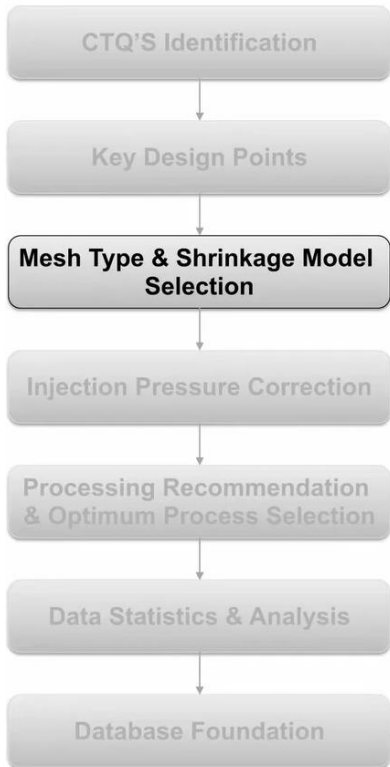 CTQ'S Identification
Key Design Points
Mesh Type & Shrinkage Model
Selection
Injection Pressure Correction
Processing Recommendation
& Optimum Process Selection
Data Statistics & Analysis
Database Foundation